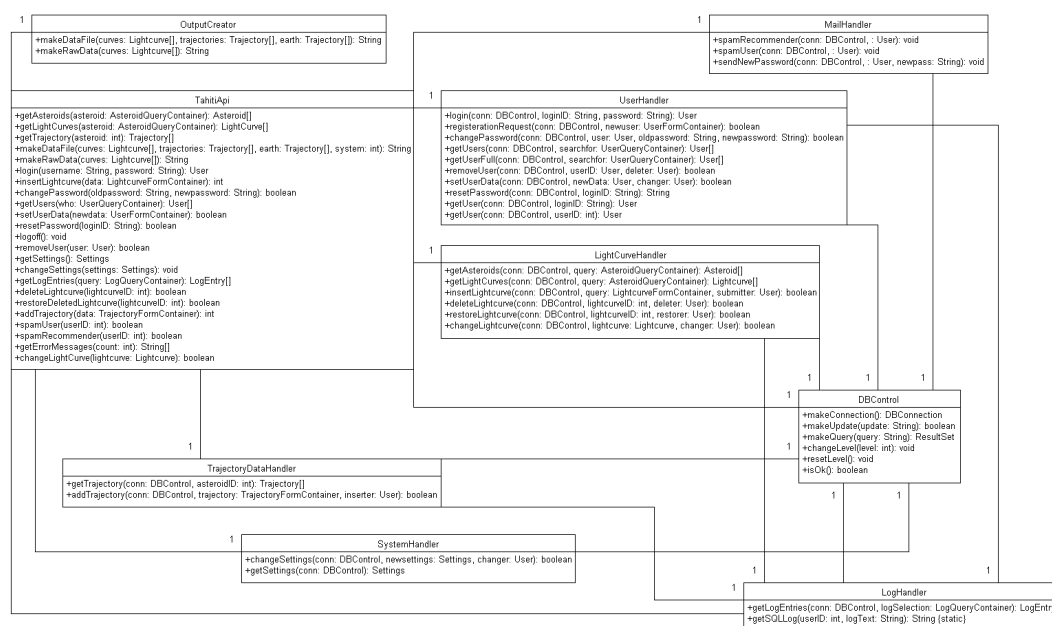 1
OutputCreator
+makeDataFile(curves: Lightcurve[], trajectories: Trajectory[], earth: Trajectory[]): String
+makeRawData(curves: Lightcurve[]): String
1
MailHandler
+spamRecommender(conn: DBControl, : User): void
+spamUser(conn: DBControl, : User): void
+sendNewPassword(conn: DBControl, : User, newpass: String): void
TahitiApi
+getAsteroids(asteroid: AsteroidQueryContainer): Asteroid[]
+getLightCurves(asteroid: AsteroidQueryContainer): LightCurve[]
+getTrajectory(asteroid: int): Trajectory[]
+makeDataFile(curves: Lightcurve[], trajectories: Trajectory[], earth: Trajectory[], system: int): String
+makeRawData(curves: Lightcurve[]): String
+login(username: String, password: String): User
+insertLightcurve(data: LightcurveFormContainer): int
+changePassword(oldpassword: String, newpassword: String): boolean
+getUsers(who: UserQueryContainer): User[]
+setUserData(newdata: UserFormContainer): boolean
+resetPassword(loginID: String): boolean
+logoff(): void
+removeUser(user: User): boolean
+getSettings(): Settings
+changeSettings(settings: Settings): void
+getLogEntries(query: LogQueryContainer): LogEntry[]
+deleteLightcurve(lightcurveID: int): boolean
+restoreDeletedLightcurve(lightcurveID: int): boolean
+addTrajectory(data: TrajectoryFormContainer): int
+spamUser(userID: int): boolean
+spamRecommender(userID: int): boolean
+getErrorMessages(count: int): String[]
+changeLightCurve(lightcurve: Lightcurve): boolean
1
UserHandler
+login(conn: DBControl, loginID: String, password: String): User
+registerationRequest(conn: DBControl, newuser: UserFormContainer): boolean
+changePassword(conn: DBControl, user: User, oldpassword: String, newpassword: String): boolean
+getUsers(conn: DBControl, searchfor: UserQueryContainer): User[]
+getUserFull(conn: DBControl, searchfor: UserQueryContainer): User[]
+removeUser(conn: DBControl, userID: User, deleter: User): boolean
+setUserData(conn: DBControl, newData: User, changer: User): boolean
+resetPassword(conn: DBControl, loginID: String): String
+getUser(conn: DBControl, loginID: String): User
+getUser(conn: DBControl, userID: int): User
1
LightCurveHandler
+getAsteroids(conn: DBControl, query: AsteroidQueryContainer): Asteroid[]
+getLightCurves(conn: DBControl, query: AsteroidQueryContainer): Lightcurve[]
+insertLightcurve(conn: DBControl, query: LightcurveFormContainer, submitter: User): boolean
+deleteLightcurve(conn: DBControl, lightcurveID: int, deleter: User): boolean
+restoreLightcurve(conn: DBControl, lightcurveID: int, restorer: User): boolean
+changeLightcurve(conn: DBControl, lightcurve: Lightcurve, changer: User): boolean
1 1 1
1
DBControl
+makeConnection(): DBConnection
+makeUpdate(update: String): boolean
+makeQuery(query: String): ResultSet
+changeLevel(level: int): void
+resetLevel(): void
+isOk(): boolean
1
1
1 1
TrajectoryDataHandler
+getTrajectory(conn: DBControl, asteroidID: int): Trajectory[]
+addTrajectory(conn: DBControl, trajectory: TrajectoryFormContainer, inserter: User): boolean
1
SystemHandler
+changeSettings(conn: DBControl, newsettings: Settings, changer: User): boolean
+getSettings(conn: DBControl): Settings
1 1 1
1
LogHandler
+getLogEntries(conn: DBControl, logSelection: LogQueryContainer): LogEntry
+getSQLLog(userID: int, logText: String): String {static}